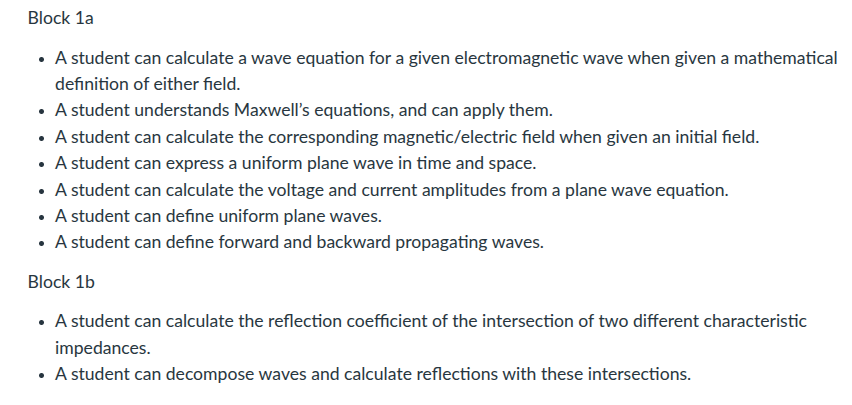 Block 1a
• A student can calculate a wave equation for a given electromagnetic wave when given a mathematical
definition of either field.
• A student understands Maxwell’s equations, and can apply them.
• A student can calculate the corresponding magnetic/electric field when given an initial field.
• A student can express a uniform plane wave in time and space.
• A student can calculate the voltage and current amplitudes from a plane wave equation.
• A student can define uniform plane waves.
• A student can define forward and backward propagating waves.
Block 1b
• A student can calculate the reflection coefficient of the intersection of two different characteristic
impedances.
• A student can decompose waves and calculate reflections with these intersections.